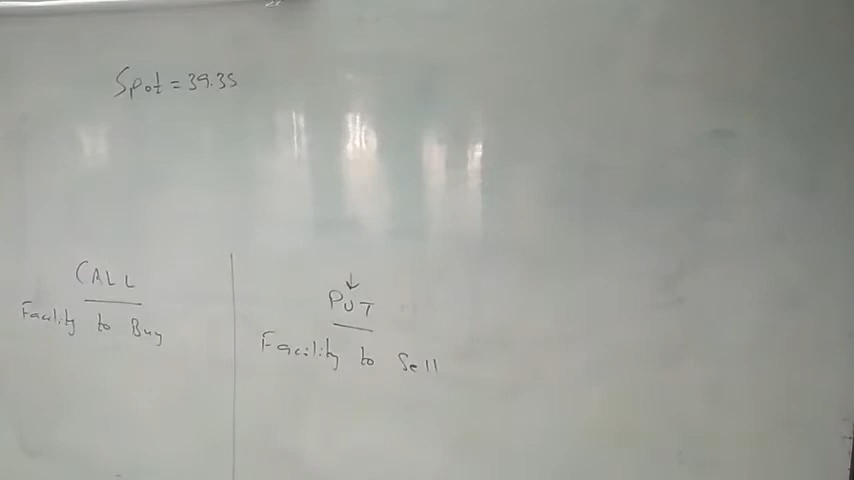 Spot = 39.35
CALL
Facility to Buy
↓
PUT
Facility to Sell